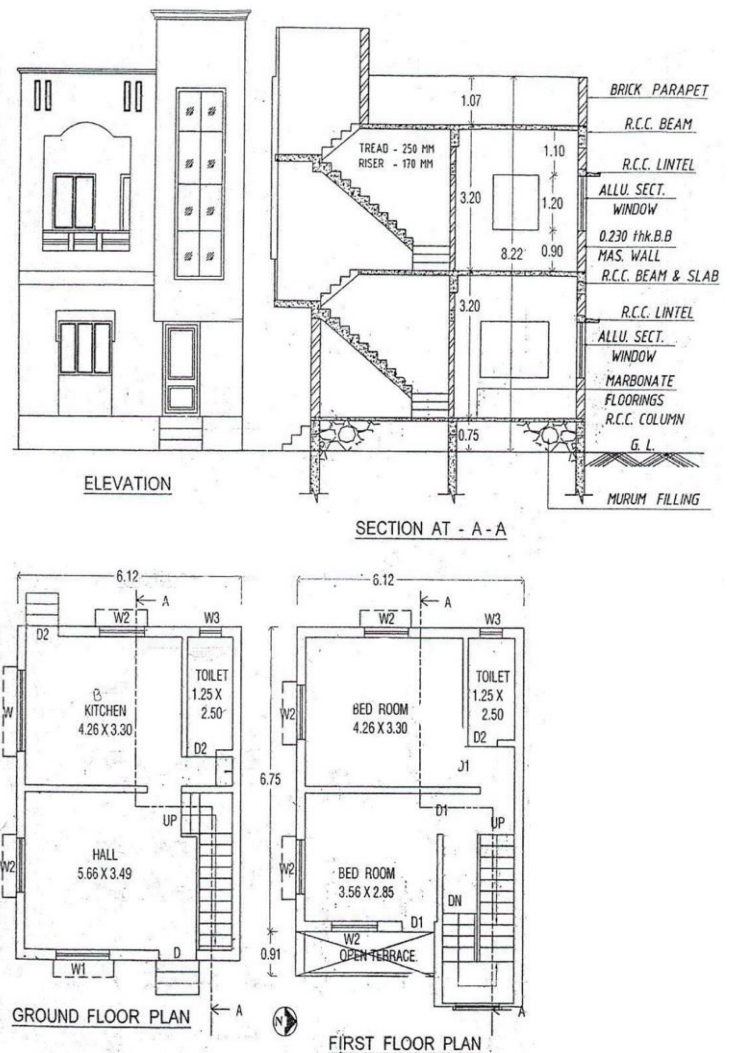 ELEVATION
1.07
TREAD - 250 MM
RISER - 170 MM
1.10
3.20
1.20
8.22
0.90
3.20
0.75
BRICK PARAPET
R.C.C. BEAM
R.C.C. LINTEL
ALLU. SECT.
WINDOW
0.230 thk.B.B
MAS. WALL
R.C.C. BEAM & SLAB
R.C.C. LINTEL
ALLU. SECT.
WINDOW
MARBONATE
FLOORINGS
R.C.C. COLUMN
G. L.
MURUM FILLING
SECTION AT - A-A
6.12
A
W2
W3
D2
TOILET
1.25 X
2.50
KITCHEN
4.26 X 3.30
W
D2
UP
HALL
5.66 X 3.49
W2
W1
D
A
GROUND FLOOR PLAN
6.75
0.91
N
6.12
A
W2
W3
TOILET
1.25 X
2.50
BED ROOM
4.26 X 3.30
W2
D2
D1
D1
UP
BED ROOM
3.56 X 2.85
W2
DN
D1
W2
OPEN TERRACE.
A
FIRST FLOOR PLAN